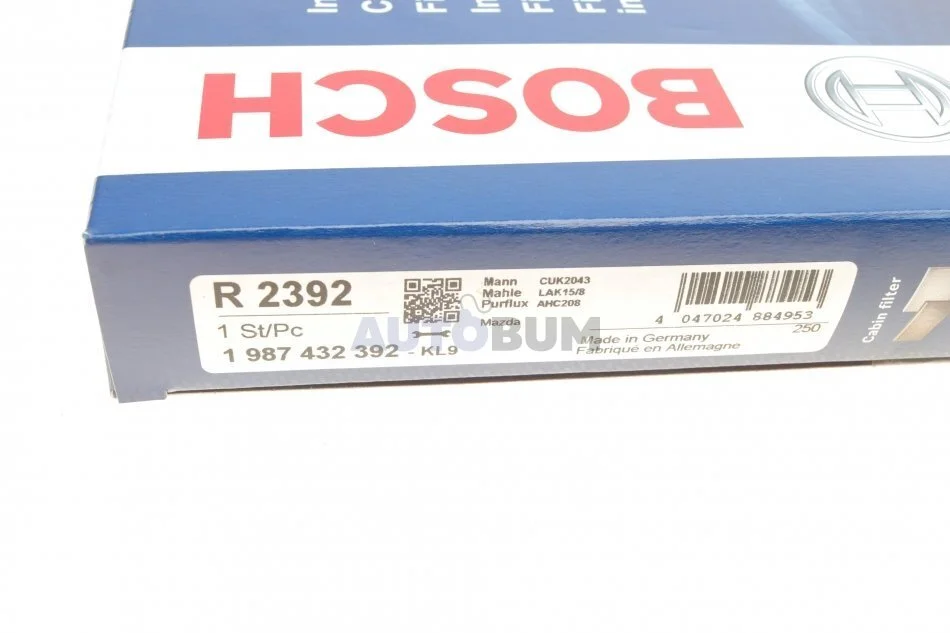 BOSCH
R 2392
1 St/Pc
1 987 432 392 - KL9
Mann CUK2043
Mahle LAK15/8
Purflux AHC208
Mazda
4 047024 884953
250
Made in Germany
Fabriqué en Allemagne
Cabin filter
AUTOBUM